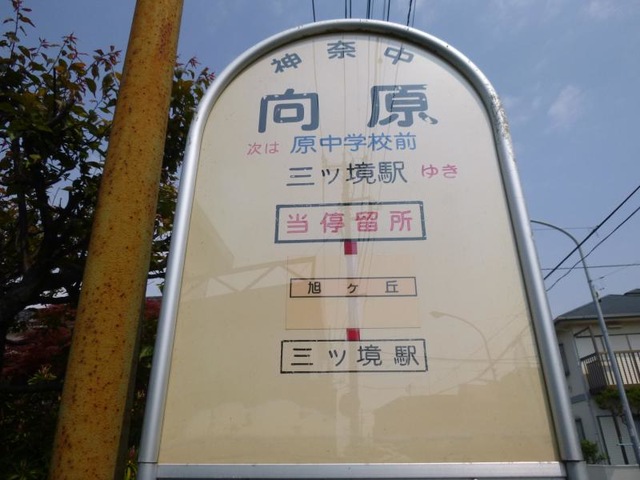 神奈中
向原
次は 原中学校前
三ツ境駅 ゆき
当停留所
旭ヶ丘
三ツ境駅